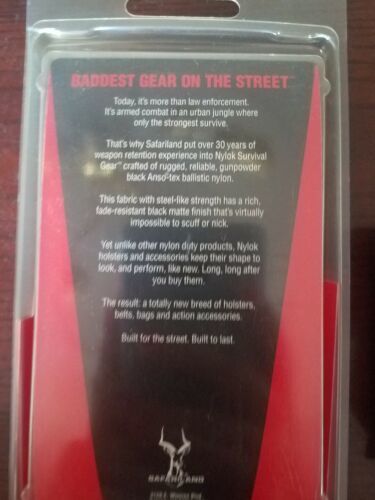 BADDEST GEAR ON THE STREET™
Today, it's more than law enforcement.
It's armed combat in an urban jungle where
only the strongest survive.
That's why Safariland put over 30 years of
weapon retention experience into Nylok Survival
Gear™ crafted of rugged, reliable, gunpowder
black Anso-tex ballistic nylon.
This fabric with steel-like strength has a rich,
fade-resistant black matte finish that's virtually
impossible to scuff or nick.
Yet unlike other nylon duty products, Nylok
holsters and accessories keep their shape to
look, and perform, like new. Long, long after
you buy them.
The result: a totally new breed of holsters,
belts, bags and action accessories.
Built for the street. Built to last.
SAFARILAND